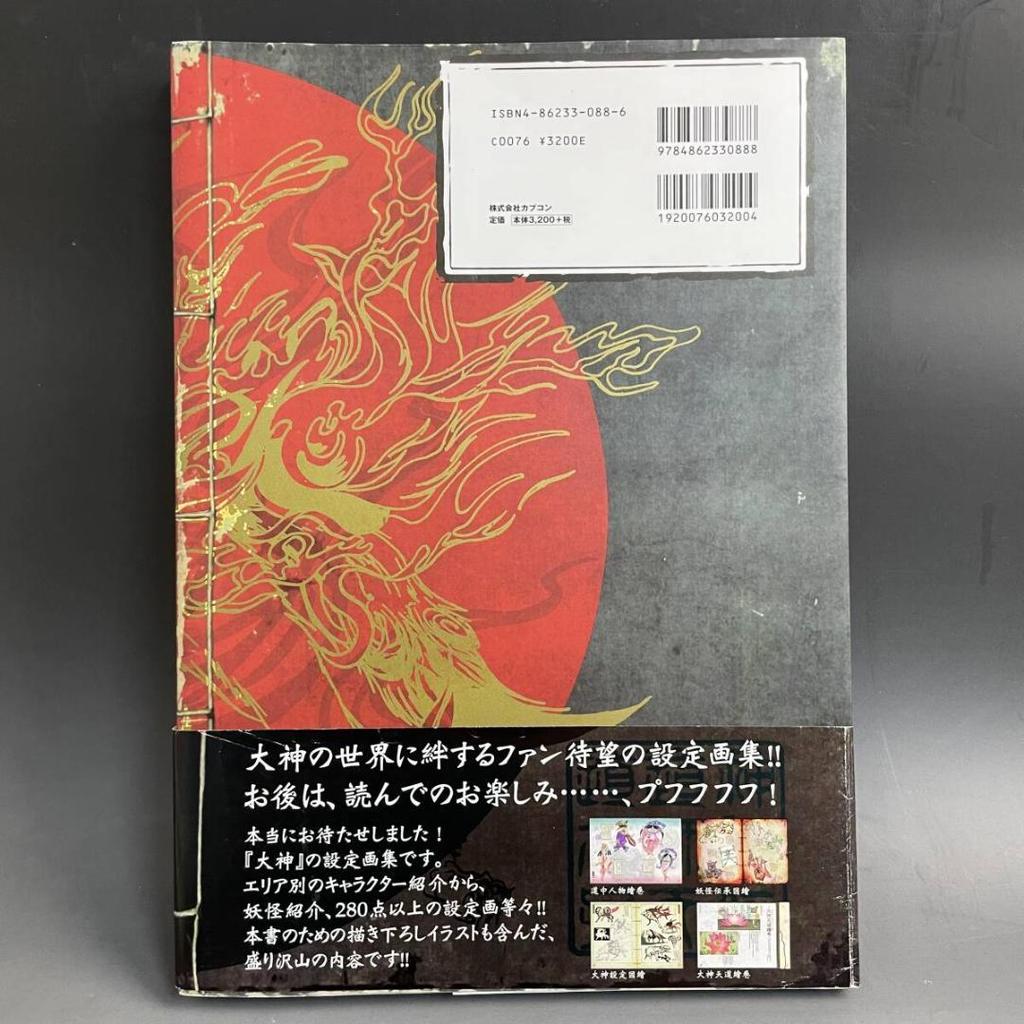 ISBN4-86233-088-6
C0076 ¥3200E
9784862330888
1920076032004
株式会社カプコン
定価 本体3,200+税
大神の世界に絆するファン待望の設定画集!!
お後は、読んでのお楽しみ……、プフフフフ!
本当にお待たせしました!
『大神』の設定画集です。
エリア別のキャラクター紹介から、
妖怪紹介、280点以上の設定画等々!!
本書のための描き下ろしイラストも含んだ、
盛り沢山の内容です!!
道中人物繪巻
妖怪伝承図繪
大神設定図繪
大神天道繪巻